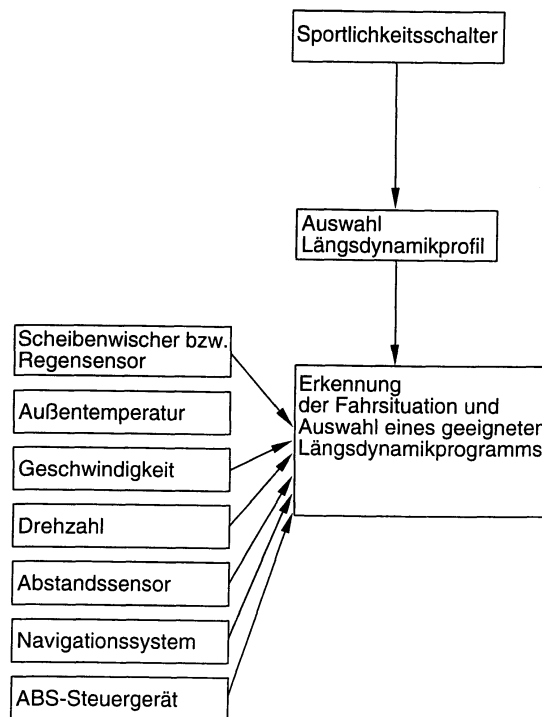 Sportlichkeitsschalter
Auswahl
Längsdynamikprofil
Scheibenwischer bzw.
Regensensor
Außentemperatur
Geschwindigkeit
Drehzahl
Abstandssensor
Navigationssystem
ABS-Steuergerät
Erkennung
der Fahrsituation und
Auswahl eines geeigneten
Längsdynamikprogramms